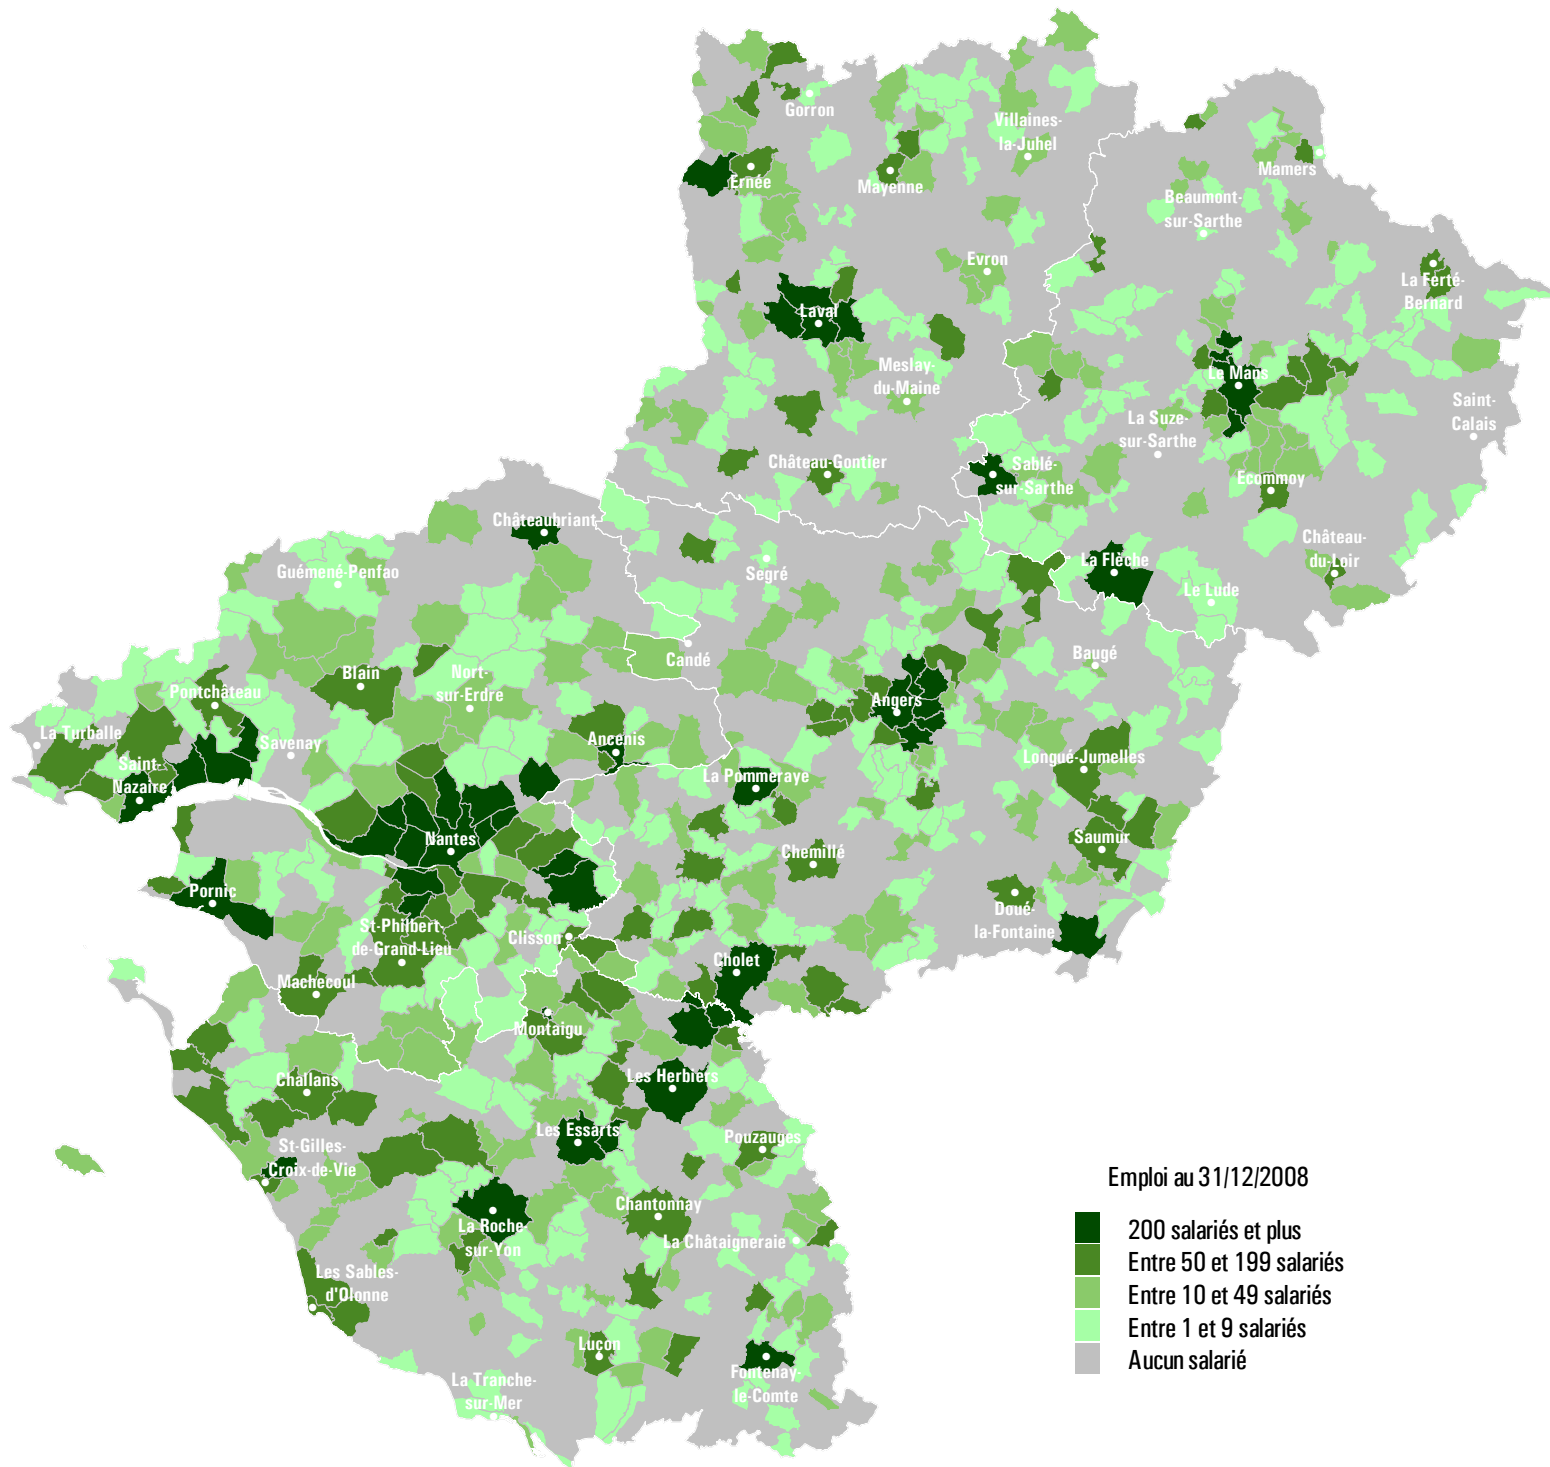 Gorron
Villaines-
la-Juhel
Mamers
Ernée
Mayenne
Beaumont-
sur-Sarthe
Evron
La Ferté-
Bernard
Laval
Meslay-
du-Maine
Le Mans
Saint-
Calais
La Suze-
sur-Sarthe
Château-Gontier
Sablé-
sur-Sarthe
Ecommoy
Châteaubriant
Château-
du-Loir
Guémené-Penfao
Segré
La Flèche
Le Lude
Candé
Baugé
Blain
Nort-
sur-Erdre
Pontchâteau
Angers
La Turballe
Savenay
Ancenis
Longué-Jumelles
Saint-
Nazaire
La Pommeraye
Nantes
Saumur
Chemillé
Pornic
St-Philbert-
de-Grand-Lieu
Clisson
Doué-
la-Fontaine
Cholet
Machecoul
Montaigu
Challans
Les Herbiers
Les Essarts
Pouzauges
St-Gilles-
Croix-de-Vie
Chantonnay
La Roche-
sur-Yon
La Châtaigneraie
Les Sables-
d'Olonne
Luçon
Fontenay-
le-Comte
La Tranche-
sur-Mer
Emploi au 31/12/2008
200 salariés et plus
Entre 50 et 199 salariés
Entre 10 et 49 salariés
Entre 1 et 9 salariés
Aucun salarié